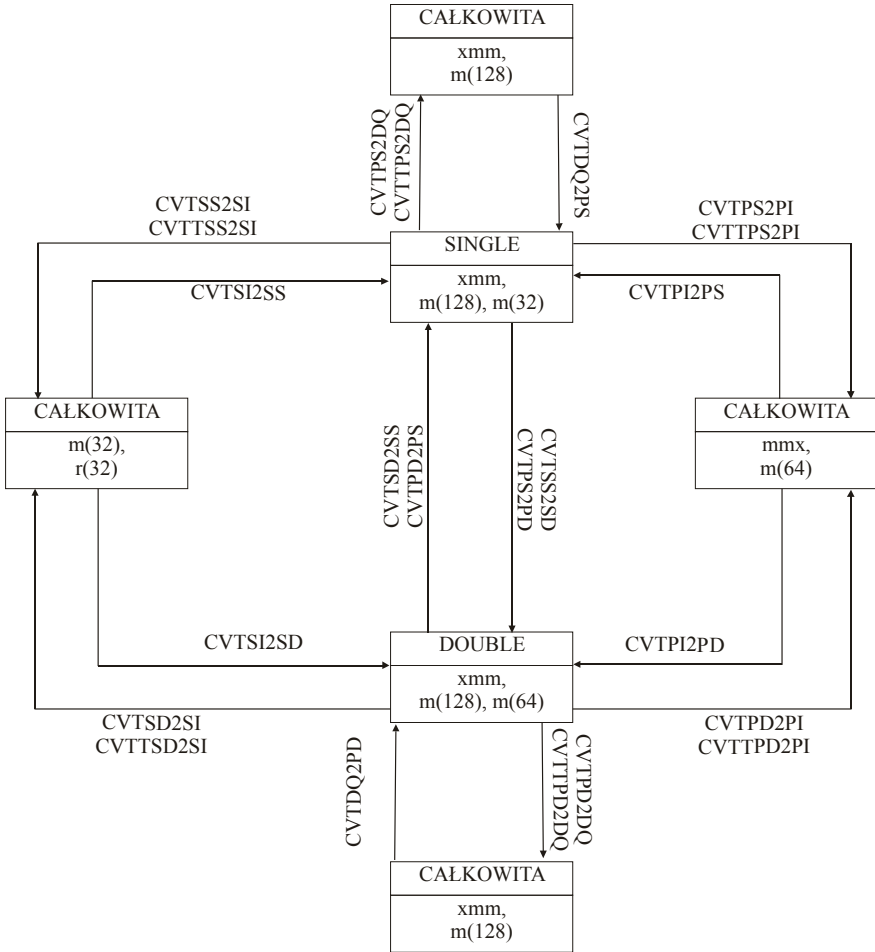 CAŁKOWITA
xmm,
m(128)
CVTPS2DQ
CVTTPS2DQ
CVTDQ2PS
CVTSS2SI
CVTTSS2SI
CVTPS2PI
CVTTPS2PI
SINGLE
xmm,
m(128), m(32)
CVTSI2SS
CVTPI2PS
CAŁKOWITA
m(32),
r(32)
CAŁKOWITA
mmx,
m(64)
CVTSD2SS
CVTPD2PS
CVTSS2SD
CVTPS2PD
CVTSI2SD
CVTPI2PD
DOUBLE
xmm,
m(128), m(64)
CVTSD2SI
CVTTSD2SI
CVTPD2PI
CVTTPD2PI
CVTDQ2PD
CVTPD2DQ
CVTTPD2DQ
CAŁKOWITA
xmm,
m(128)